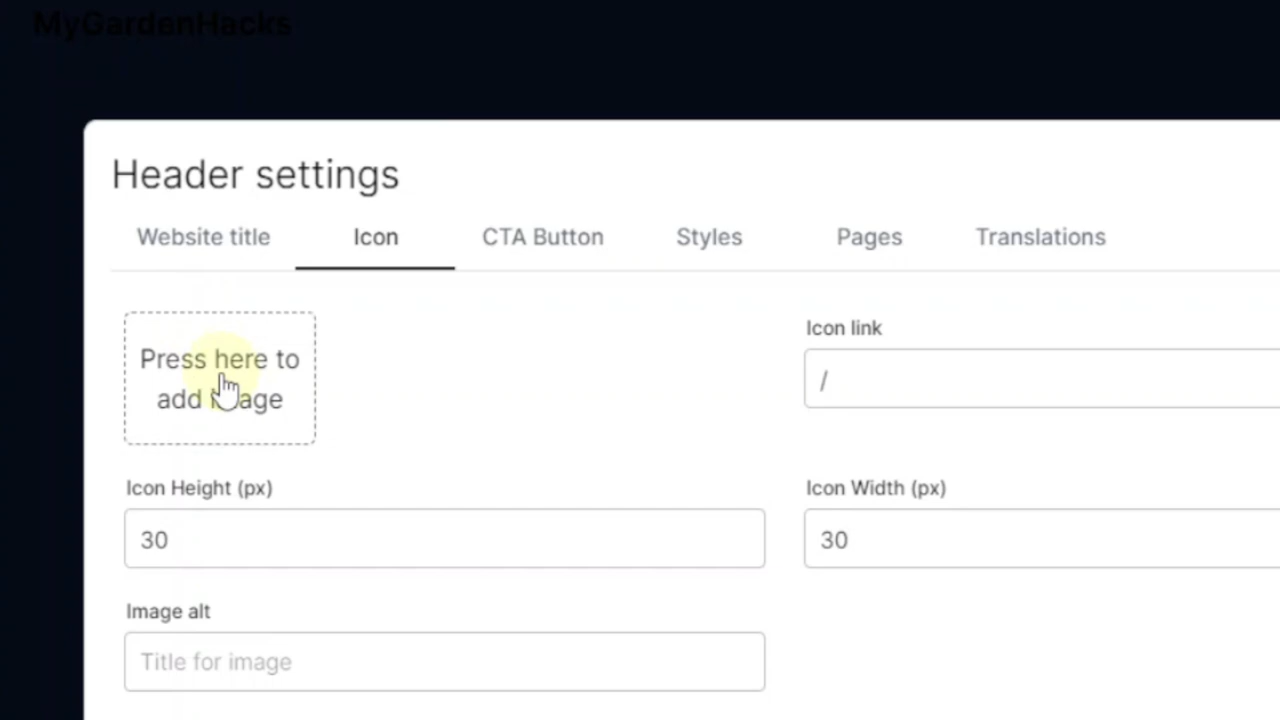 MyGardenHacks
Header settings
Website title Icon CTA Button Styles Pages Translations
Press here to
add image
Icon link
/
Icon Height (px)
30
Icon Width (px)
30
Image alt
Title for image